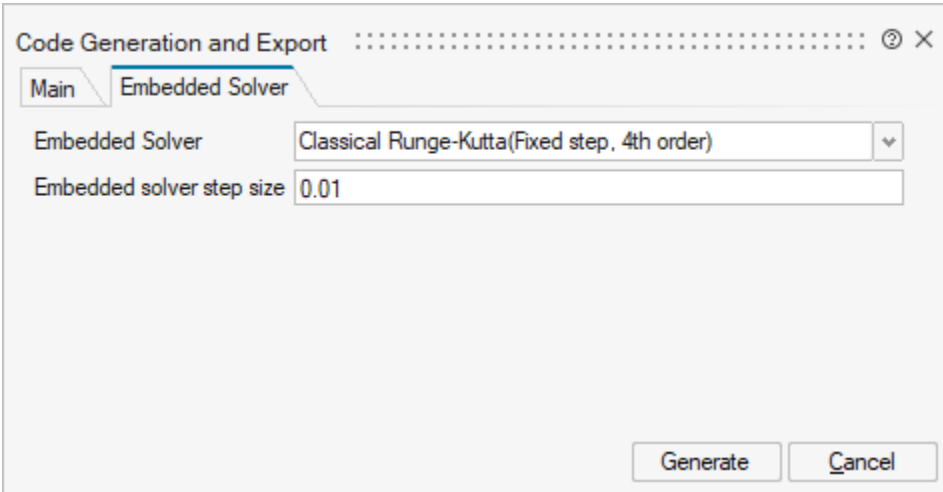 Code Generation and Export
Main
Embedded Solver
Embedded Solver Classical Runge-Kutta(Fixed step, 4th order)
Embedded solver step size 0.01
Generate Cancel